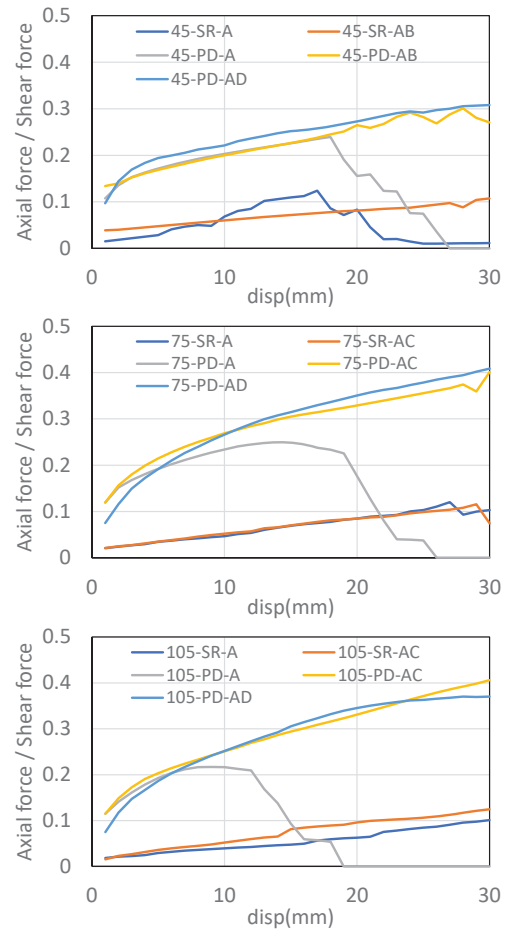 0.5
45-SR-A 45-SR-AB
0.4
45-PD-A 45-PD-AB
45-PD-AD
0.3
0.2
0.1
0
0 10 20 30
disp(mm)
Axial force / Shear force
0.5
75-SR-A 75-SR-AC
0.4
75-PD-A 75-PD-AC
75-PD-AD
0.3
0.2
0.1
0
0 10 20 30
disp(mm)
Axial force / Shear force
0.5
105-SR-A 105-SR-AC
0.4
105-PD-A 105-PD-AC
105-PD-AD
0.3
0.2
0.1
0
0 10 20 30
disp(mm)
Axial force / Shear force